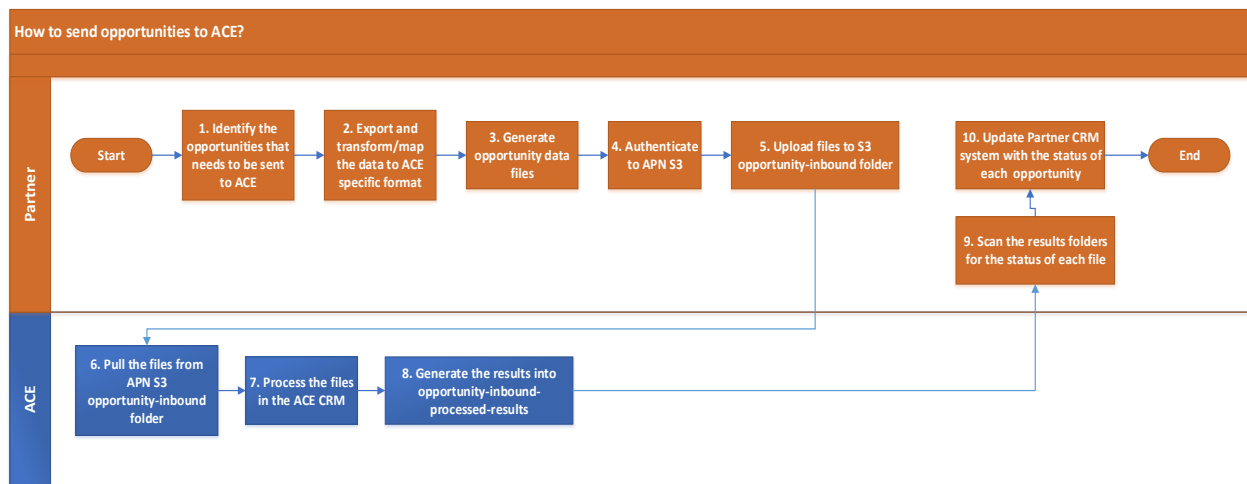 How to send opportunities to ACE?
Partner
Start
1. Identify the
opportunities that
needs to be sent
to ACE
2. Export and
transform/map
the data to ACE
specific format
3. Generate
opportunity data
files
4. Authenticate
to APN S3
5. Upload files to S3
opportunity-inbound folder
10. Update Partner CRM
system with the status of
each opportunity
End
9. Scan the results folders
for the status of each file
ACE
6. Pull the files from
APN S3
opportunity-inbound
folder
7. Process the files
in the ACE CRM
8. Generate the results into
opportunity-inbound-
processed-results